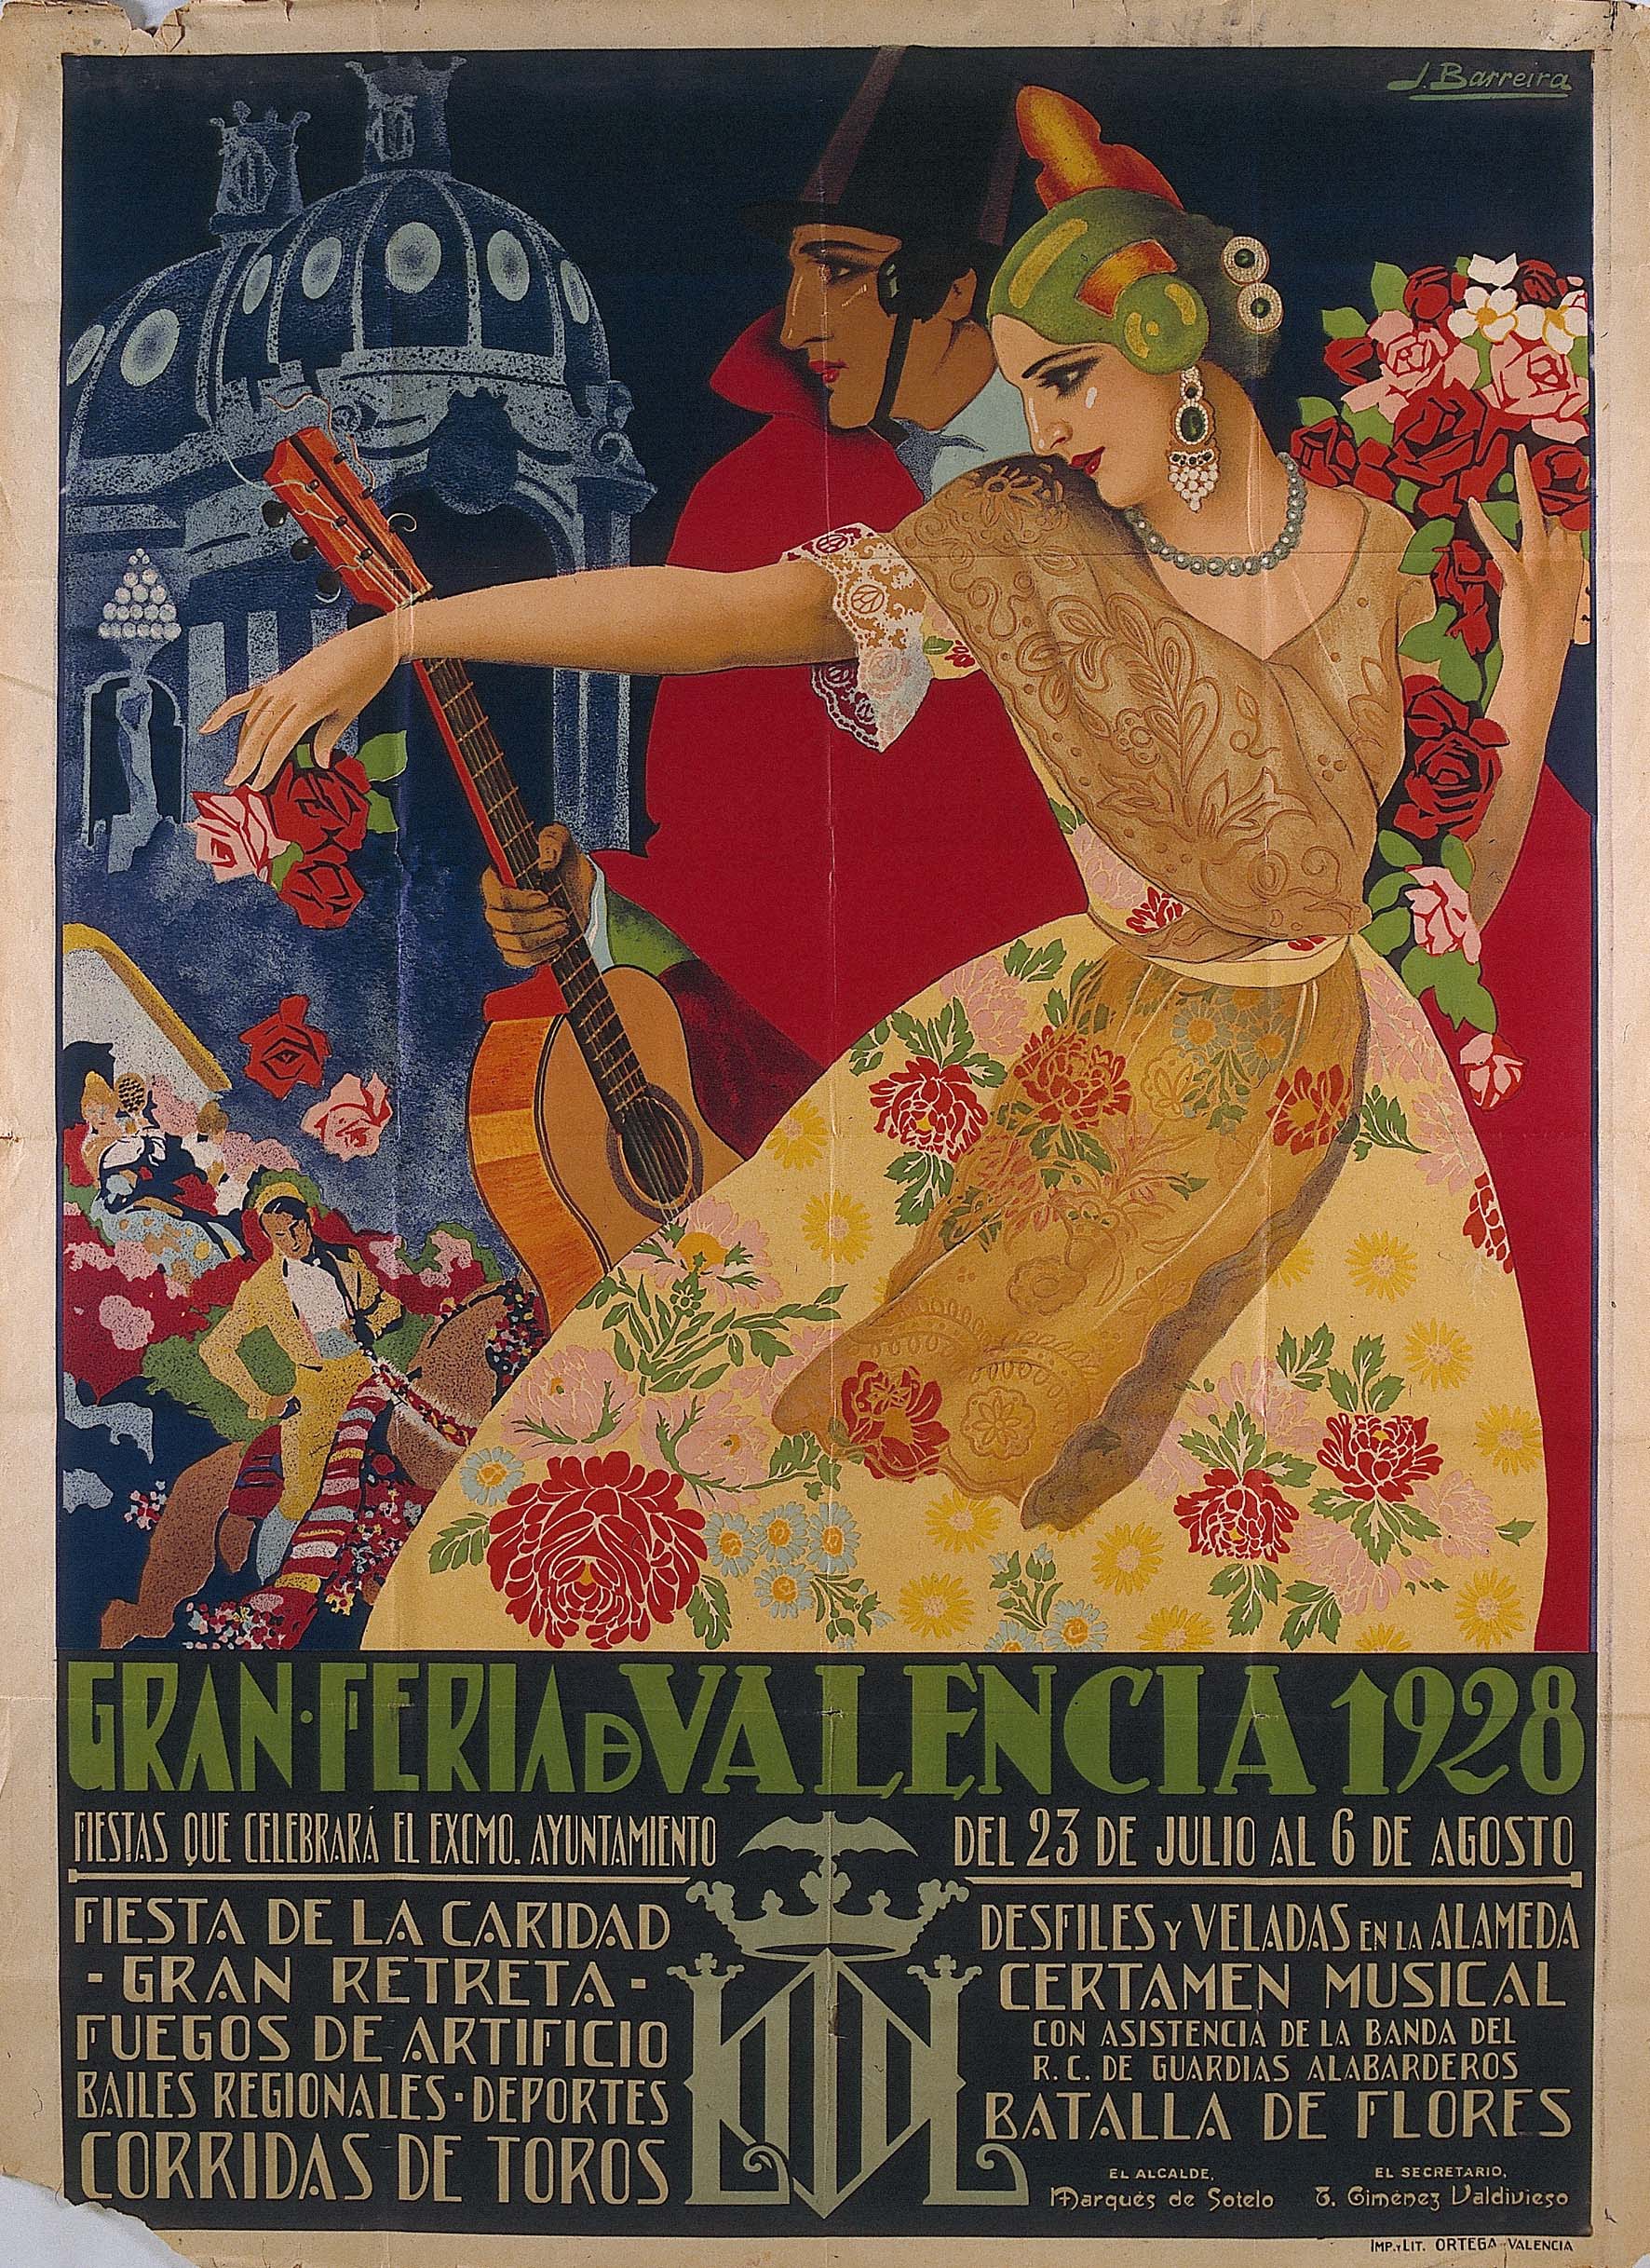 J. Barreira
GRAN·FERIA D VALENCIA 1928
FIESTAS QUE CELEBRARÁ EL EXCMO. AYUNTAMIENTO
DEL 23 DE JULIO AL 6 DE AGOSTO
FIESTA DE LA CARIDAD
- GRAN RETRETA -
FUEGOS DE ARTIFICIO
BAILES REGIONALES · DEPORTES
CORRIDAS DE TOROS
DESFILES Y VELADAS EN LA ALAMEDA
CERTAMEN MUSICAL
CON ASISTENCIA DE LA BANDA DEL
R. C. DE GUARDIAS ALABARDEROS
BATALLA DE FLORES
EL ALCALDE,
Marqués de Sotelo
EL SECRETARIO,
T. Giménez Valdivieso
IMP. Y LIT. ORTEGA - VALENCIA